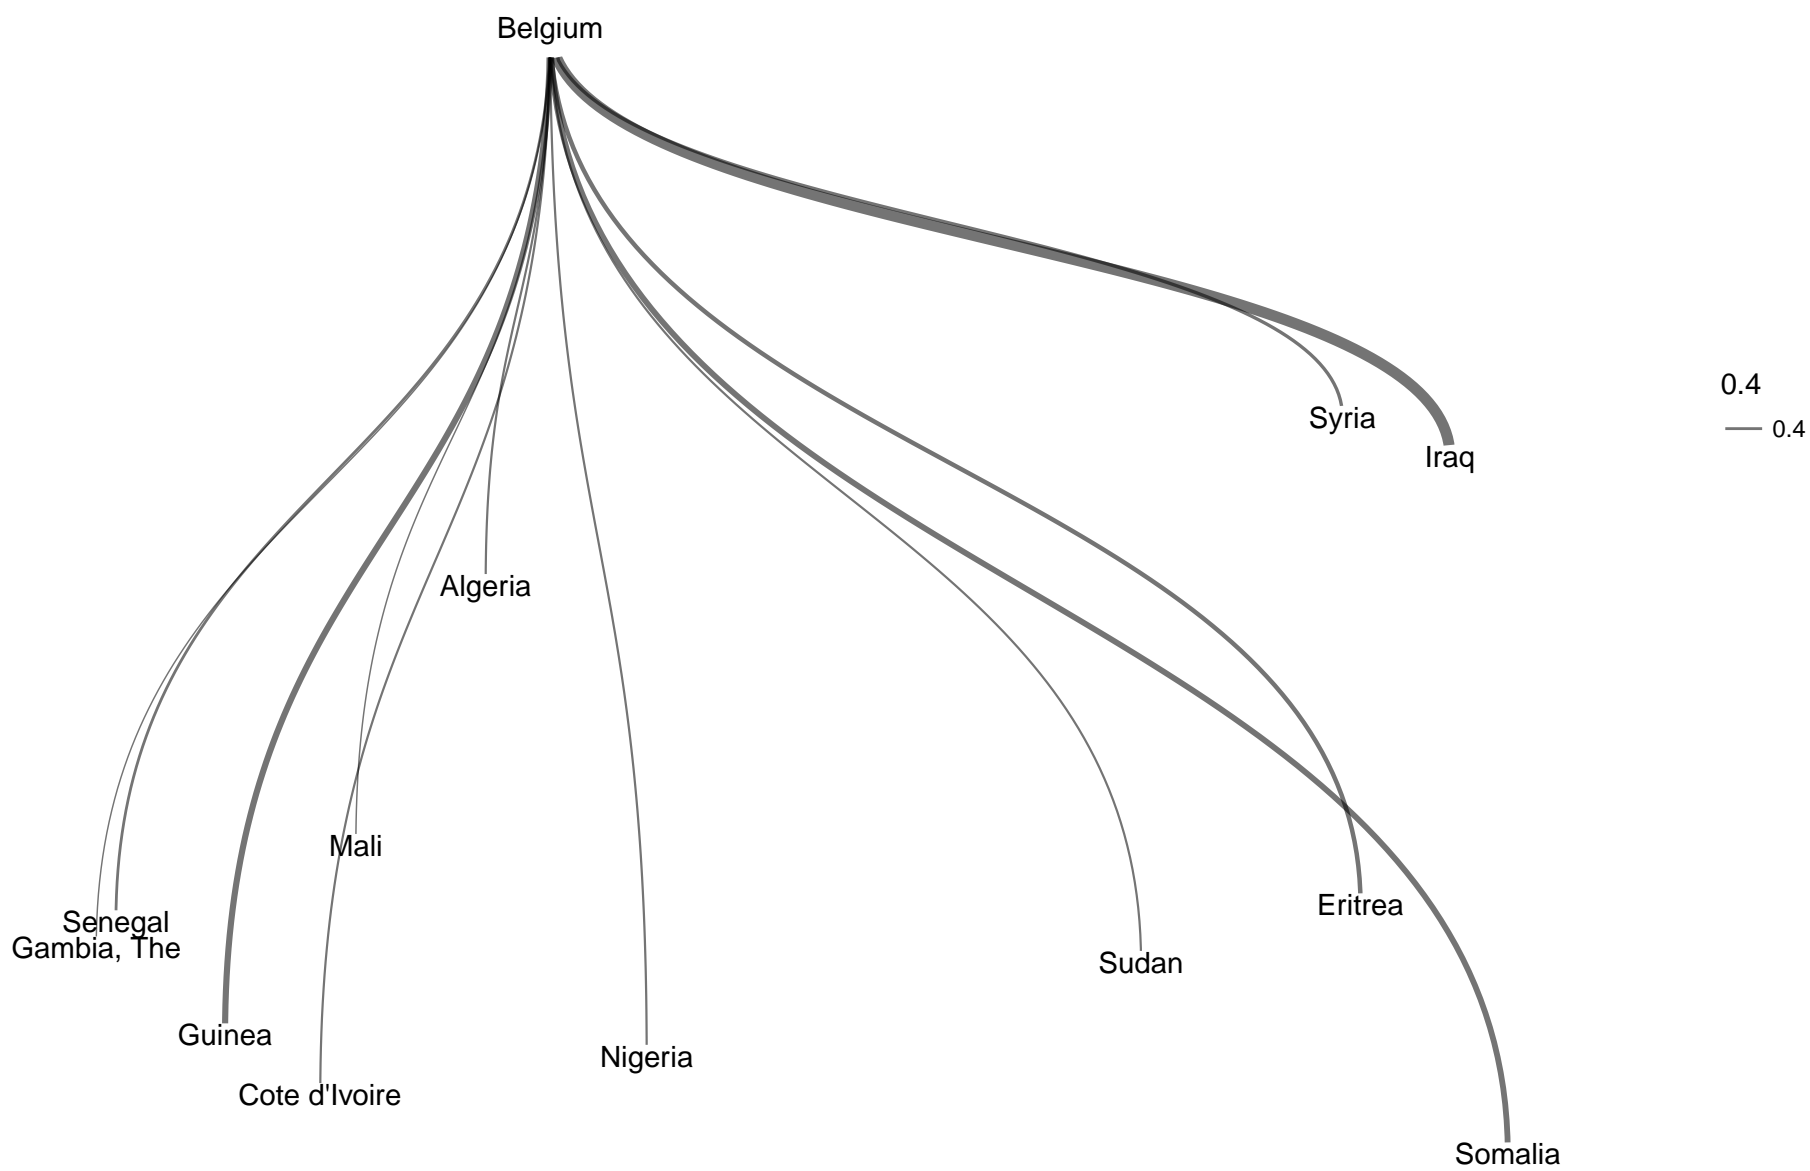 Belgium
0.4
0.4
Syria
Iraq
Algeria
Mali
Eritrea
Senegal
Gambia, The
Sudan
Guinea
Nigeria
Cote d'Ivoire
Somalia